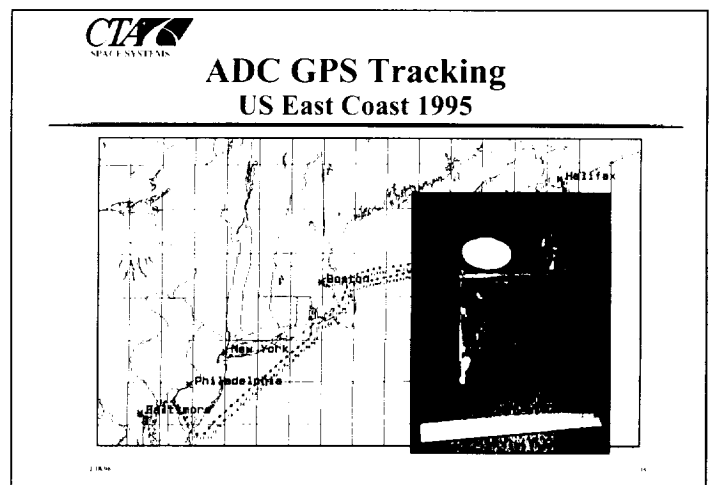 CTA
SPACE SYSTEMS
ADC GPS Tracking
US East Coast 1995
Halifax
Boston
New York
Philadelphia
Baltimore